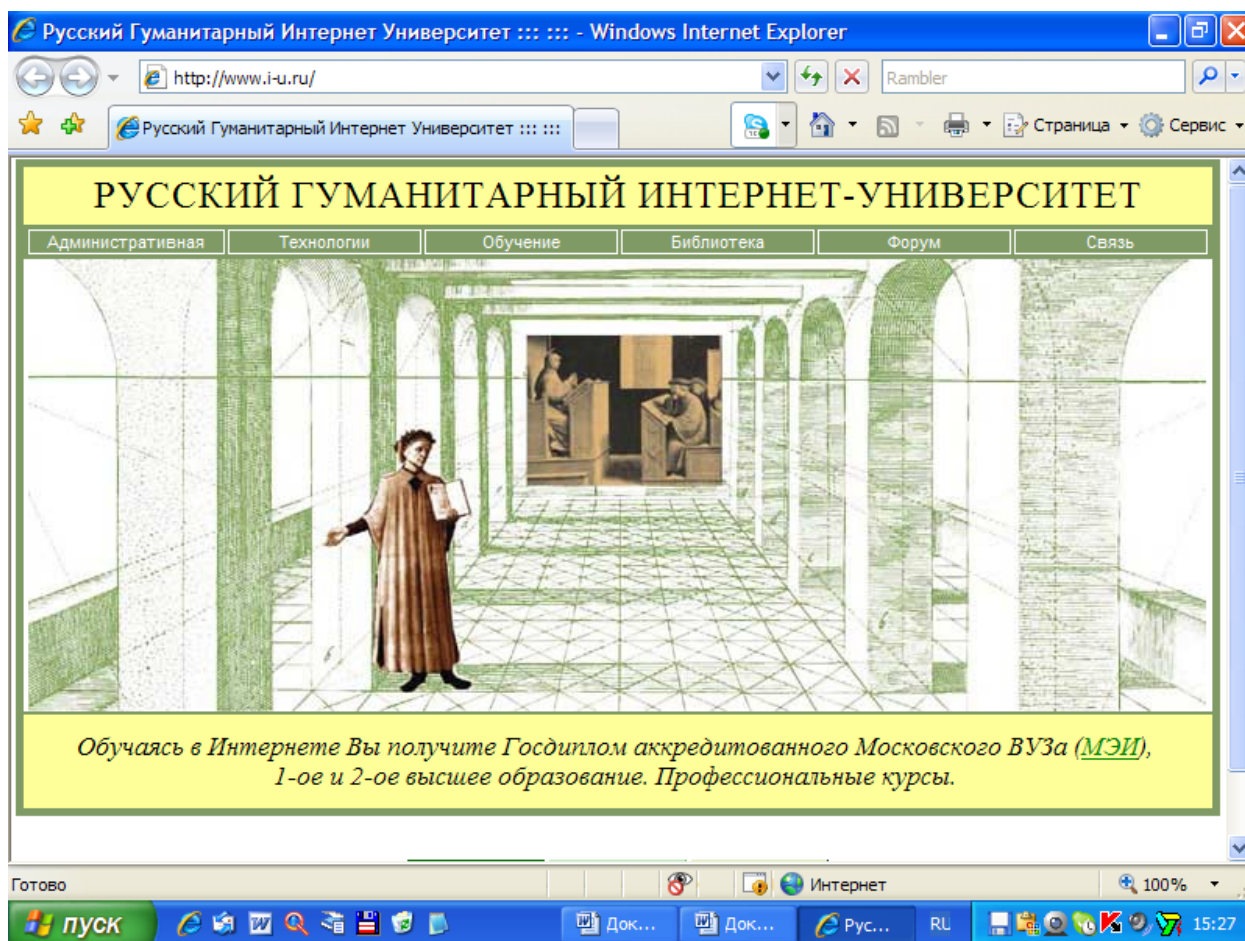 Русский Гуманитарный Интернет Университет ::: ::: - Windows Internet Explorer
http://www.i-u.ru/
Rambler
Русский Гуманитарный Интернет Университет ::: :::
Страница
Сервис
РУССКИЙ ГУМАНИТАРНЫЙ ИНТЕРНЕТ-УНИВЕРСИТЕТ
Административная
Технологии
Обучение
Библиотека
Форум
Связь
Обучаясь в Интернете Вы получите Госдиплом аккредитованного Московского ВУЗа (МЭИ),
1-ое и 2-ое высшее образование. Профессиональные курсы.
Готово
Интернет
100%
пуск
Док...
Док...
Рус...
RU
15:27